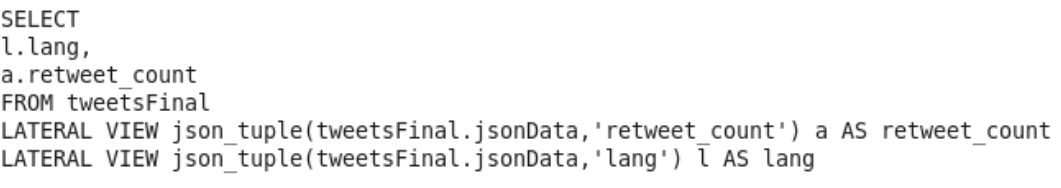 SELECT
l.lang,
a.retweet_count
FROM tweetsFinal
LATERAL VIEW json_tuple(tweetsFinal.jsonData,'retweet_count') a AS retweet_count
LATERAL VIEW json_tuple(tweetsFinal.jsonData,'lang') l AS lang